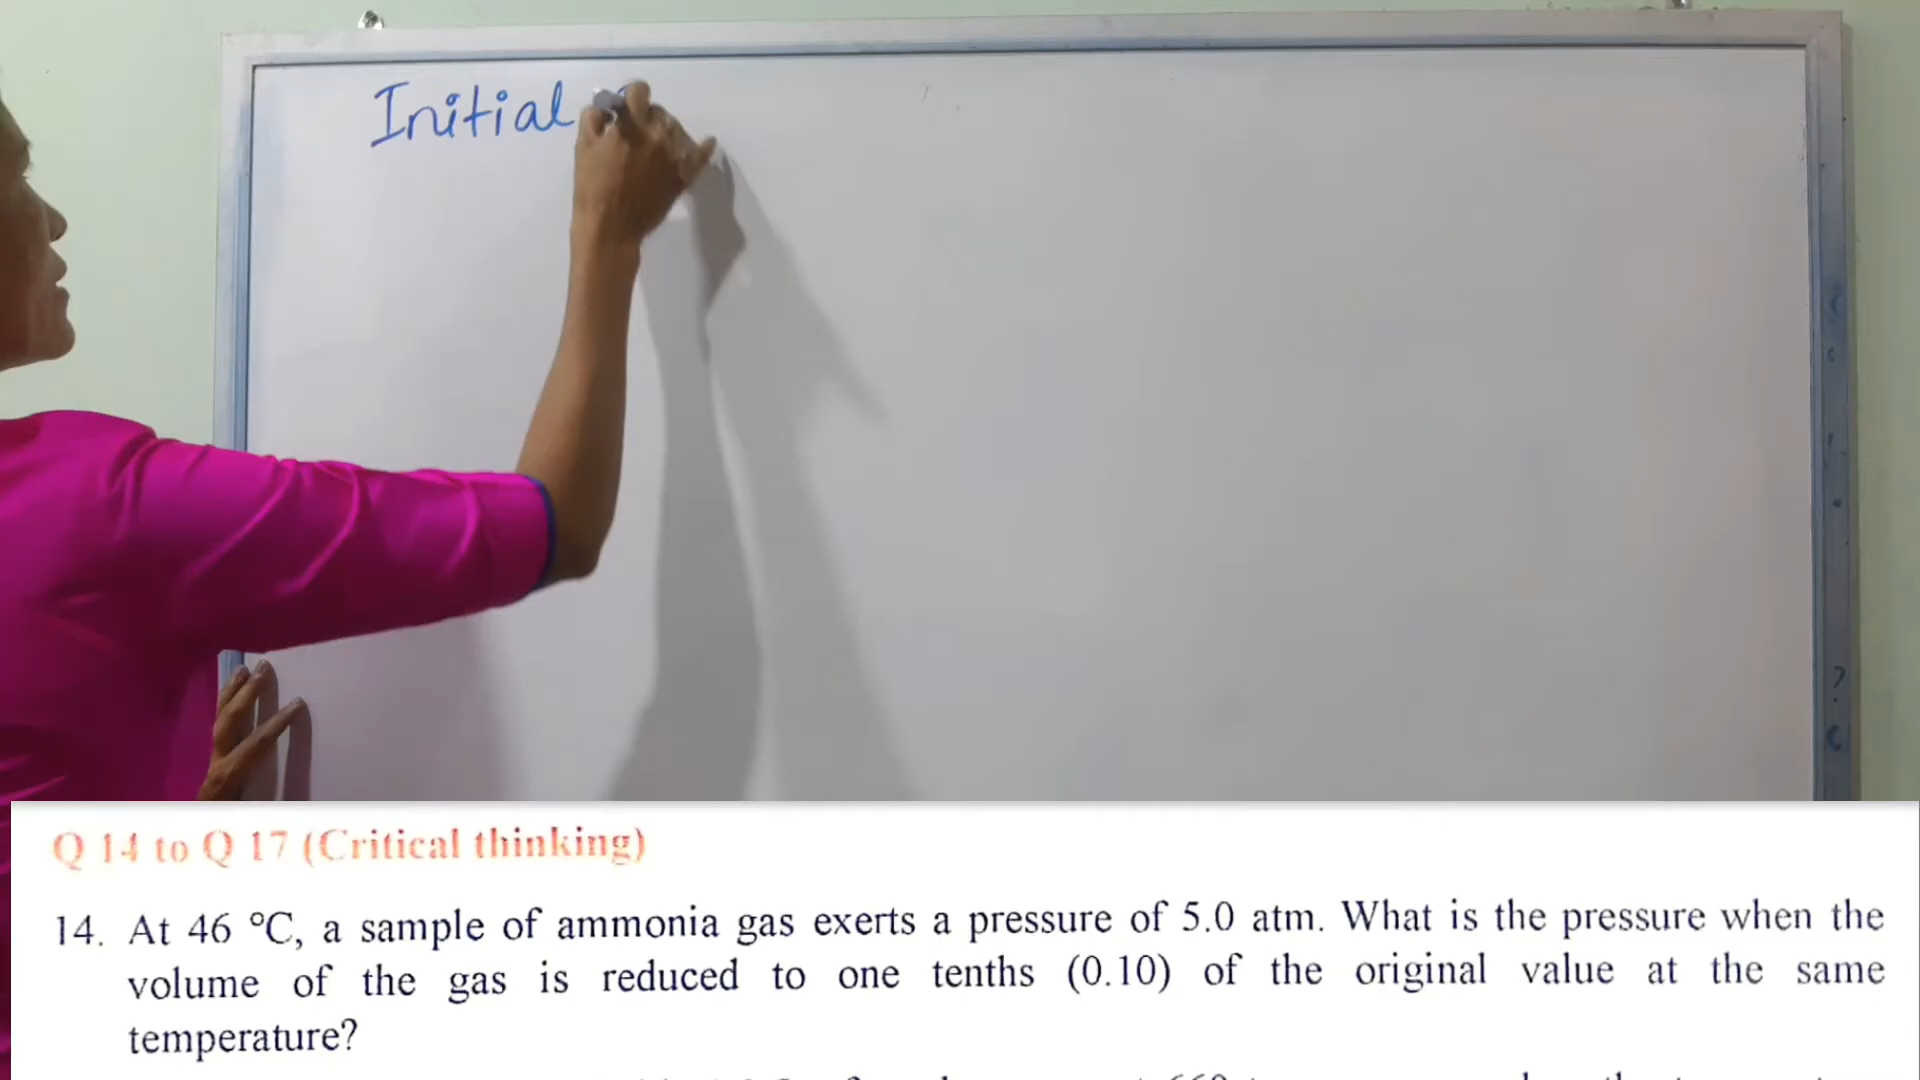 Initial
Q 14 to Q 17 (Critical thinking)
14. At 46 °C, a sample of ammonia gas exerts a pressure of 5.0 atm. What is the pressure when the
volume of the gas is reduced to one tenths (0.10) of the original value at the same
temperature?